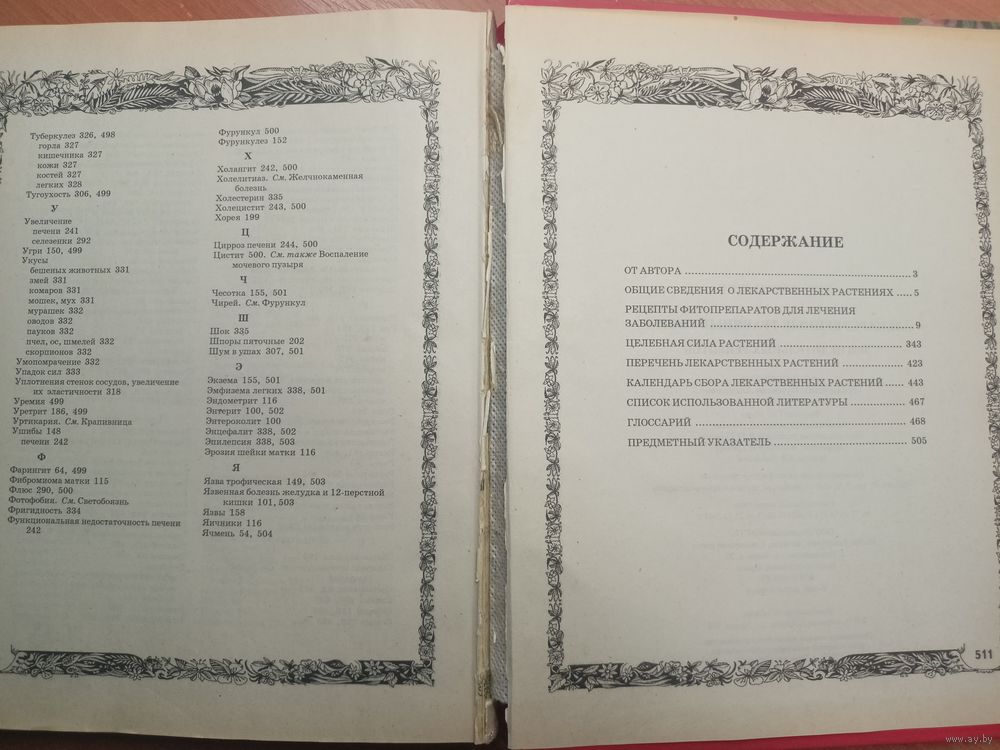 Туберкулез 326, 498
горла 327
кишечника 327
кожи 327
костей 327
легких 328
Тугоухость 306, 499
У
Увеличение
печени 241
селезенки 292
Угри 150, 499
Укусы
бешеных животных 331
змей 331
комаров 331
мошек, мух 331
мурашек 332
оводов 332
пауков 332
пчел, ос, шмелей 332
скорпионов 332
Умопомрачение 332
Упадок сил 333
Уплотнения стенок сосудов, увеличение
их эластичности 318
Уремия 499
Уретрит 186, 499
Уртикария. См. Крапивница
Ушибы 148
печени 242
Ф
Фарингит 64, 499
Фибромиома матки 115
Флюс 290, 500
Фотофобия. См. Светобоязнь
Фригидность 334
Функциональная недостаточность печени
242
Фурункул 500
Фурункулез 152
Х
Холангит 242, 500
Холелитиаз. См. Желчнокаменная
болезнь
Холестерин 335
Холецистит 243, 500
Хорея 199
Ц
Цирроз печени 244, 500
Цистит 500. См. также Воспаление
мочевого пузыря
Ч
Чесотка 155, 501
Чирей. См. Фурункул
Ш
Шок 335
Шпоры пяточные 202
Шум в ушах 307, 501
Э
Экзема 155, 501
Эмфизема легких 338, 501
Эндометрит 116
Энтерит 100, 502
Энтероколит 100
Энцефалит 338, 502
Эпилепсия 338, 503
Эрозия шейки матки 116
Я
Язва трофическая 149, 503
Язвенная болезнь желудка и 12-перстной
кишки 101, 503
Язвы 158
Яичники 116
Ячмень 54, 504
СОДЕРЖАНИЕ
ОТ АВТОРА ........ 3
ОБЩИЕ СВЕДЕНИЯ О ЛЕКАРСТВЕННЫХ РАСТЕНИЯХ ..... 5
РЕЦЕПТЫ ФИТОПРЕПАРАТОВ ДЛЯ ЛЕЧЕНИЯ
ЗАБОЛЕВАНИЙ ........ 9
ЦЕЛЕБНАЯ СИЛА РАСТЕНИЙ ........ 343
ПЕРЕЧЕНЬ ЛЕКАРСТВЕННЫХ РАСТЕНИЙ ........ 423
КАЛЕНДАРЬ СБОРА ЛЕКАРСТВЕННЫХ РАСТЕНИЙ ...... 443
СПИСОК ИСПОЛЬЗОВАННОЙ ЛИТЕРАТУРЫ ........ 467
ГЛОССАРИЙ ........ 468
ПРЕДМЕТНЫЙ УКАЗАТЕЛЬ ........ 505
511
www.ay.by